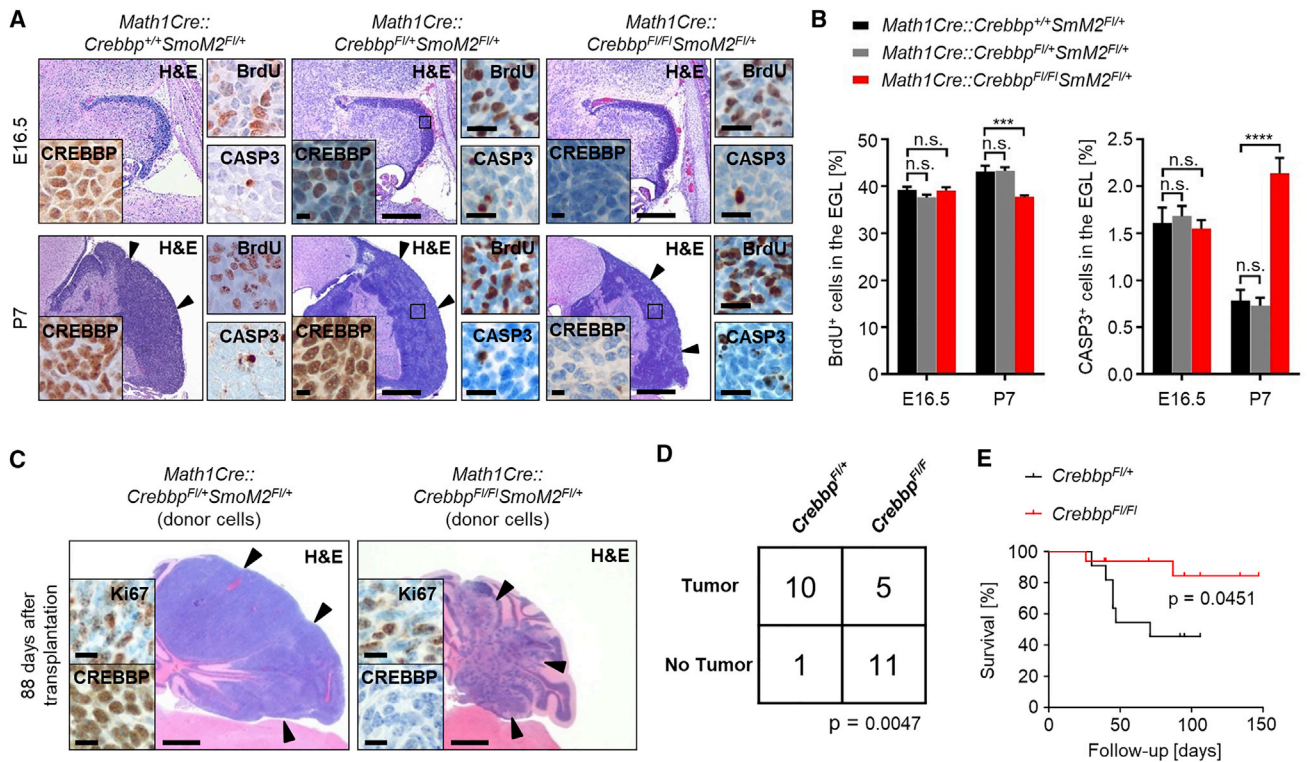 A
Math1Cre::
Crebbp+/+SmoM2Fl/+
Math1Cre::
CrebbpFl/+SmoM2Fl/+
Math1Cre::
CrebbpFl/FlSmoM2Fl/+
E16.5
H&E
BrdU
CREBBP
CASP3
H&E
BrdU
CREBBP
CASP3
H&E
BrdU
CREBBP
CASP3
P7
H&E
BrdU
CREBBP
CASP3
H&E
BrdU
CREBBP
CASP3
H&E
BrdU
CREBBP
CASP3
B
Math1Cre::Crebbp+/+SmM2Fl/+
Math1Cre::CrebbpFl/+SmM2Fl/+
Math1Cre::CrebbpFl/FlSmM2Fl/+
BrdU+ cells in the EGL [%]
50
40
30
20
10
0
n.s.
n.s.
***
n.s.
E16.5
P7
CASP3+ cells in the EGL [%]
2.5
2.0
1.5
1.0
0.5
0.0
n.s.
n.s.
****
n.s.
E16.5
P7
C
Math1Cre::
CrebbpFl/+SmoM2Fl/+
(donor cells)
Math1Cre::
CrebbpFl/FlSmoM2Fl/+
(donor cells)
88 days after
transplantation
H&E
Ki67
CREBBP
H&E
Ki67
CREBBP
D
CrebbpFl/+
CrebbpFl/F
Tumor
10
5
No Tumor
1
11
p = 0.0047
E
CrebbpFl/+
CrebbpFl/Fl
Survival [%]
100
80
60
40
20
0
p = 0.0451
0
50
100
150
Follow-up [days]